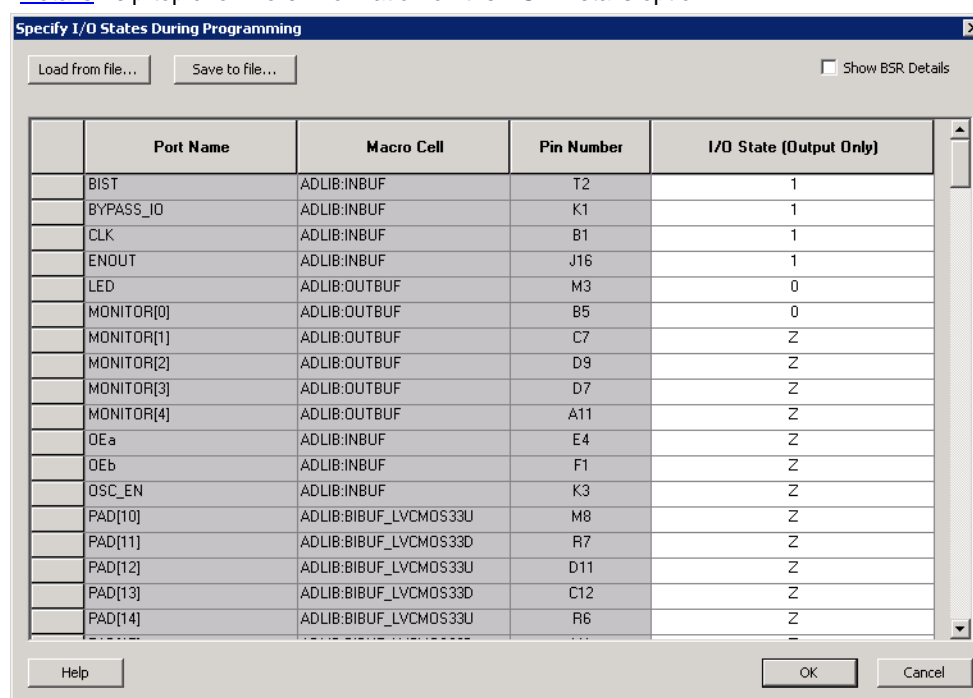 Specify I/O States During Programming
Load from file... Save to file... Show BSR Details
Port Name Macro Cell Pin Number I/O State (Output Only)
BIST ADLIB:INBUF T2 1
BYPASS_IO ADLIB:INBUF K1 1
CLK ADLIB:INBUF B1 1
ENOUT ADLIB:INBUF J16 1
LED ADLIB:OUTBUF M3 0
MONITOR[0] ADLIB:OUTBUF B5 0
MONITOR[1] ADLIB:OUTBUF C7 Z
MONITOR[2] ADLIB:OUTBUF D9 Z
MONITOR[3] ADLIB:OUTBUF D7 Z
MONITOR[4] ADLIB:OUTBUF A11 Z
OEa ADLIB:INBUF E4 Z
OEb ADLIB:INBUF F1 Z
OSC_EN ADLIB:INBUF K3 Z
PAD[10] ADLIB:BIBUF_LVCMOS33U M8 Z
PAD[11] ADLIB:BIBUF_LVCMOS33D R7 Z
PAD[12] ADLIB:BIBUF_LVCMOS33U D11 Z
PAD[13] ADLIB:BIBUF_LVCMOS33D C12 Z
PAD[14] ADLIB:BIBUF_LVCMOS33U R6 Z
Help OK Cancel